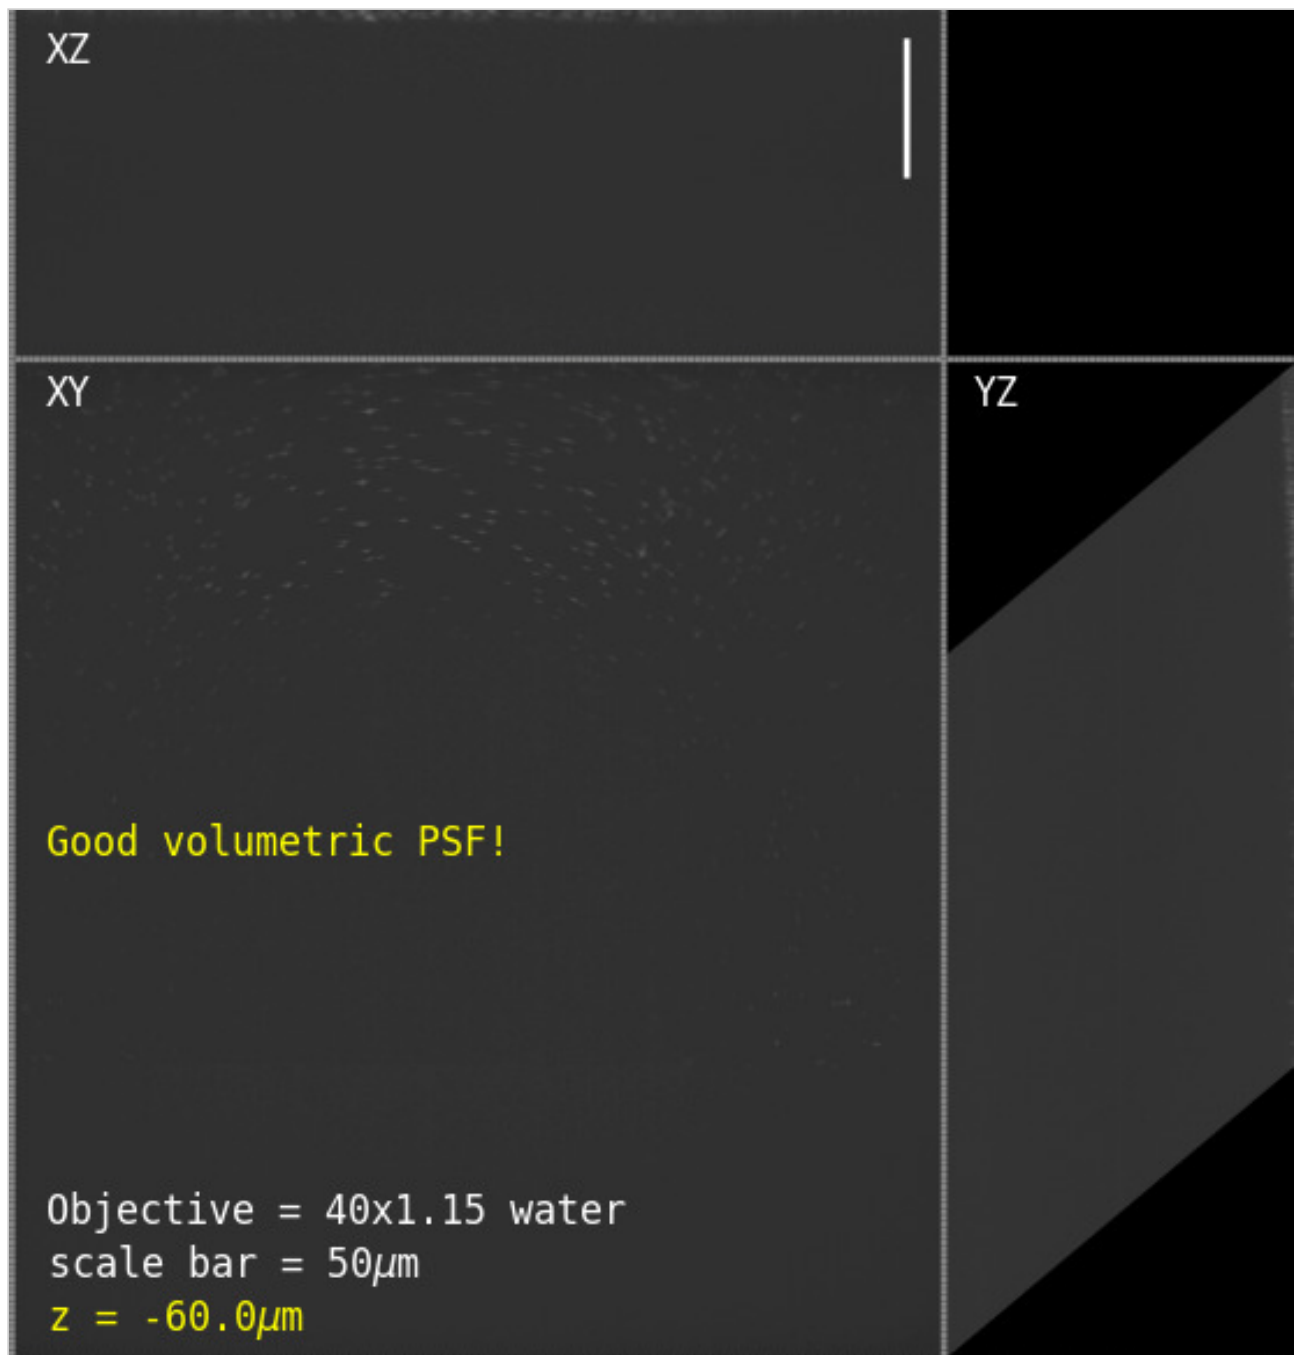 XZ
XY
YZ
Good volumetric PSF!
Objective = 40x1.15 water
scale bar = 50µm
z = -60.0µm